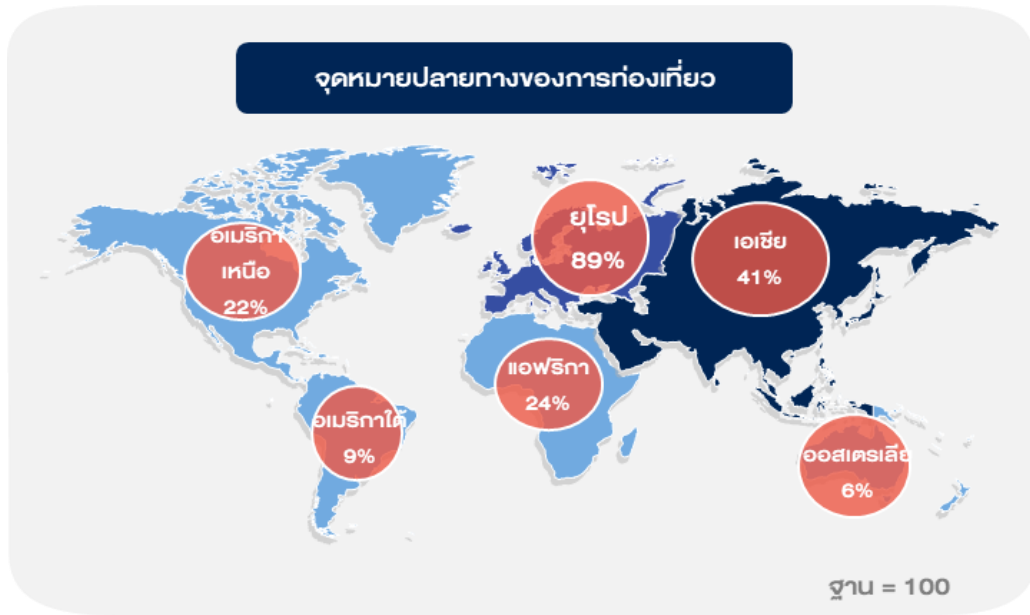 จุดหมายปลายทางของการท่องเที่ยว
อเมริกา
เหนือ
22%
ยุโรป
89%
เอเชีย
41%
แอฟริกา
24%
อเมริกาใต้
9%
ออสเตรเลีย
6%
ฐาน = 100